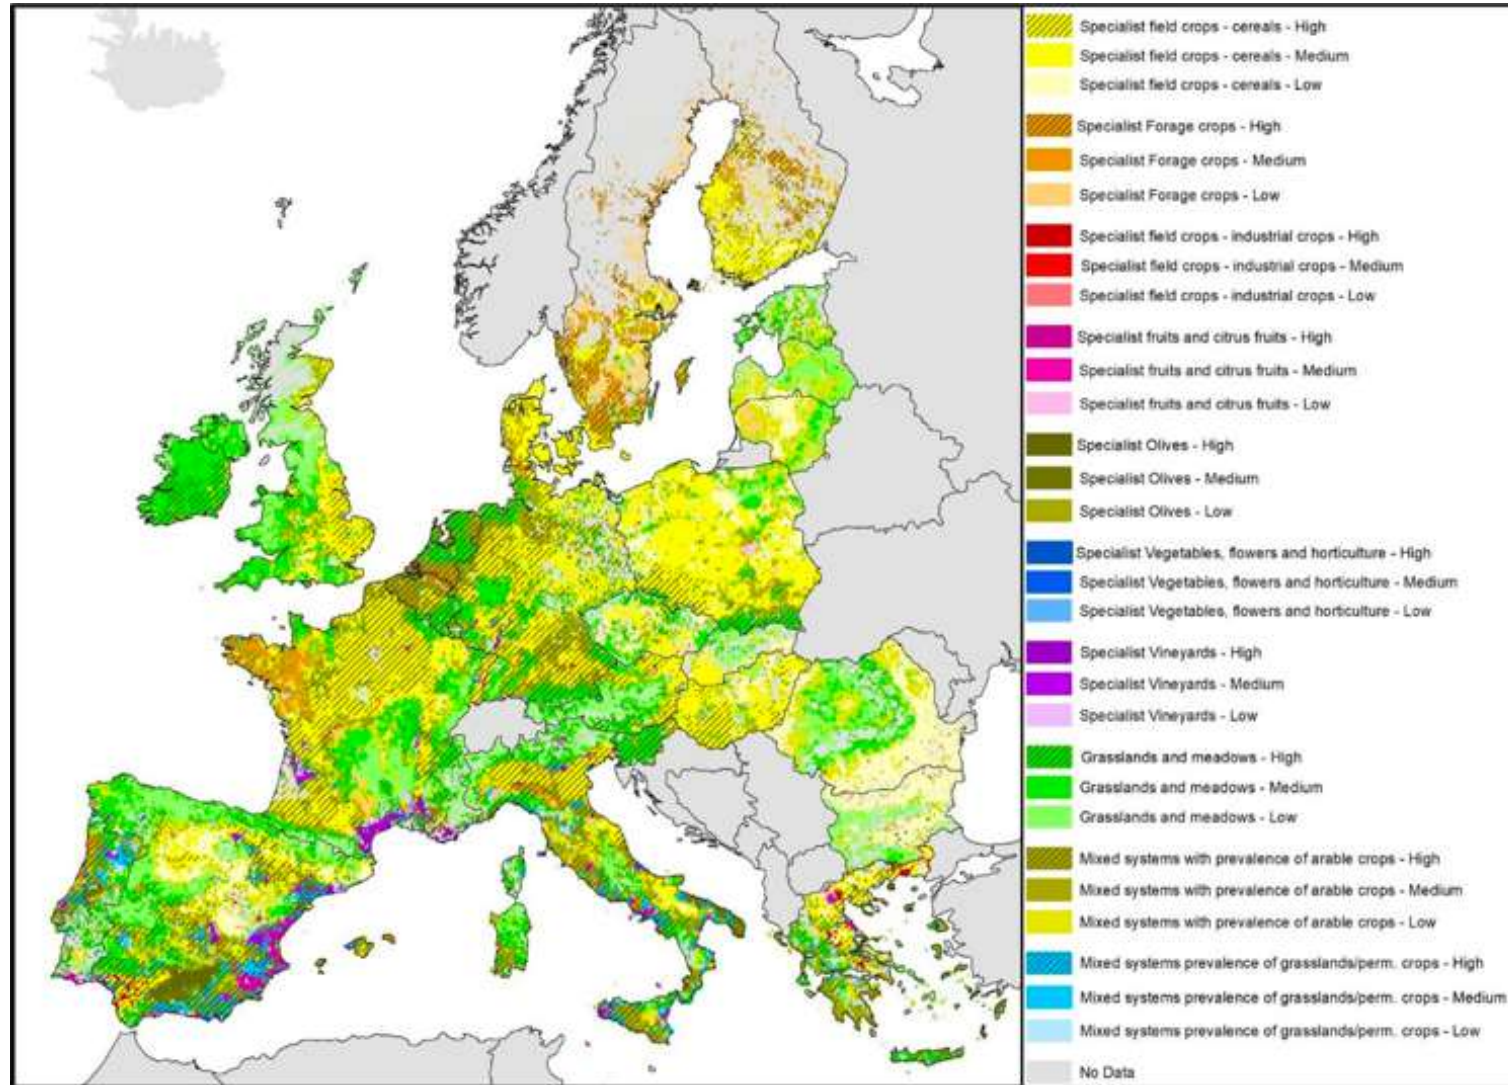 Specialist field crops - cereals - High
Specialist field crops - cereals - Medium
Specialist field crops - cereals - Low
Specialist Forage crops - High
Specialist Forage crops - Medium
Specialist Forage crops - Low
Specialist field crops - industrial crops - High
Specialist field crops - industrial crops - Medium
Specialist field crops - industrial crops - Low
Specialist fruits and citrus fruits - High
Specialist fruits and citrus fruits - Medium
Specialist fruits and citrus fruits - Low
Specialist Olives - High
Specialist Olives - Medium
Specialist Olives - Low
Specialist Vegetables, flowers and horticulture - High
Specialist Vegetables, flowers and horticulture - Medium
Specialist Vegetables, flowers and horticulture - Low
Specialist Vineyards - High
Specialist Vineyards - Medium
Specialist Vineyards - Low
Grasslands and meadows - High
Grasslands and meadows - Medium
Grasslands and meadows - Low
Mixed systems with prevalence of arable crops - High
Mixed systems with prevalence of arable crops - Medium
Mixed systems with prevalence of arable crops - Low
Mixed systems prevalence of grasslands/perm. crops - High
Mixed systems prevalence of grasslands/perm. crops - Medium
Mixed systems prevalence of grasslands/perm. crops - Low
No Data